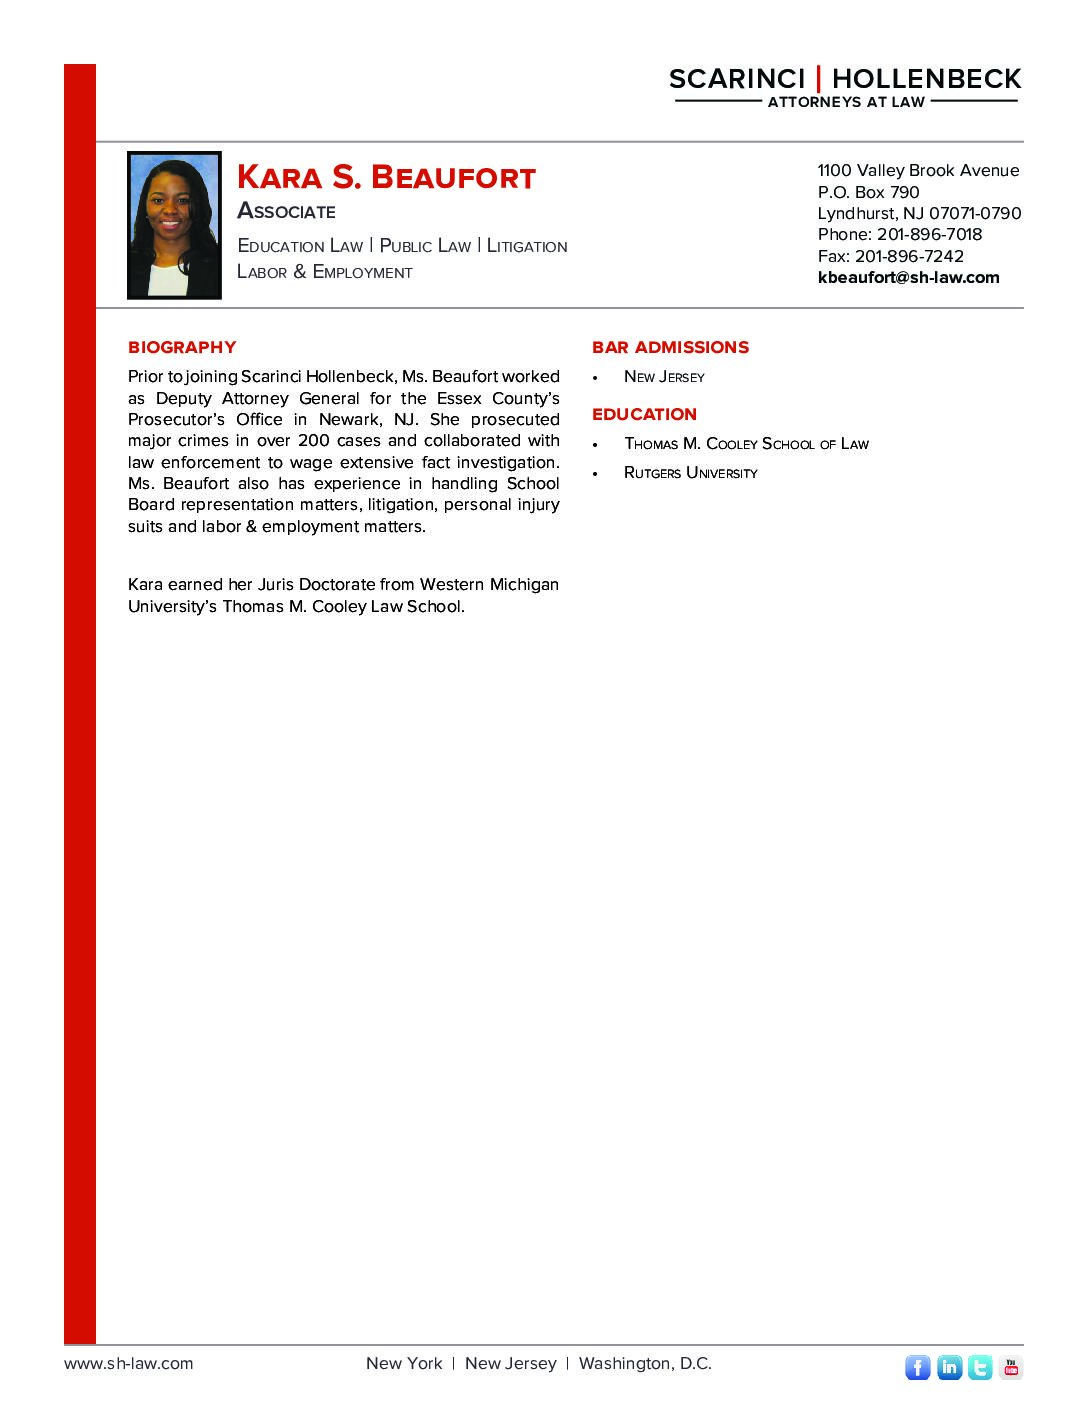 SCARINCI | HOLLENBECK
ATTORNEYS AT LAW
Kara S. Beaufort
Associate
Education Law | Public Law | Litigation
Labor & Employment
1100 Valley Brook Avenue
P.O. Box 790
Lyndhurst, NJ 07071-0790
Phone: 201-896-7018
Fax: 201-896-7242
kbeaufort@sh-law.com
BIOGRAPHY
Prior to joining Scarinci Hollenbeck, Ms. Beaufort worked
as Deputy Attorney General for the Essex County's
Prosecutor's Office in Newark, NJ. She prosecuted
major crimes in over 200 cases and collaborated with
law enforcement to wage extensive fact investigation.
Ms. Beaufort also has experience in handling School
Board representation matters, litigation, personal injury
suits and labor & employment matters.
Kara earned her Juris Doctorate from Western Michigan
University's Thomas M. Cooley Law School.
BAR ADMISSIONS
• New Jersey
EDUCATION
• Thomas M. Cooley School of Law
• Rutgers University
www.sh-law.com
New York | New Jersey | Washington, D.C.
f in t You Tube